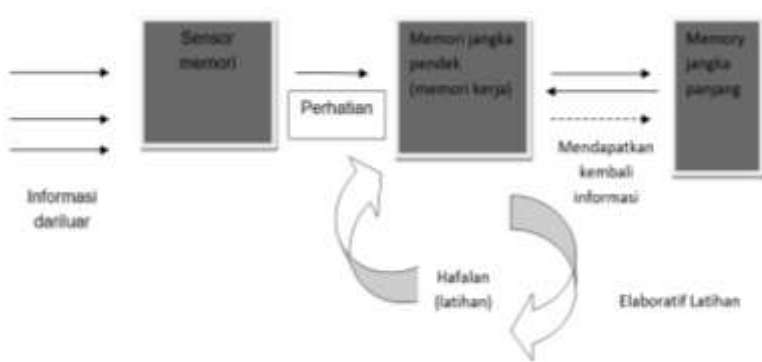 Sensor
memori
Memori jangka
pendek
(memori kerja)
Memory
jangka
panjang
Perhatian
Mendapatkan
kembali
informasi
Informasi
dariluar
Hafalan
(latihan)
Elaboratif Latihan